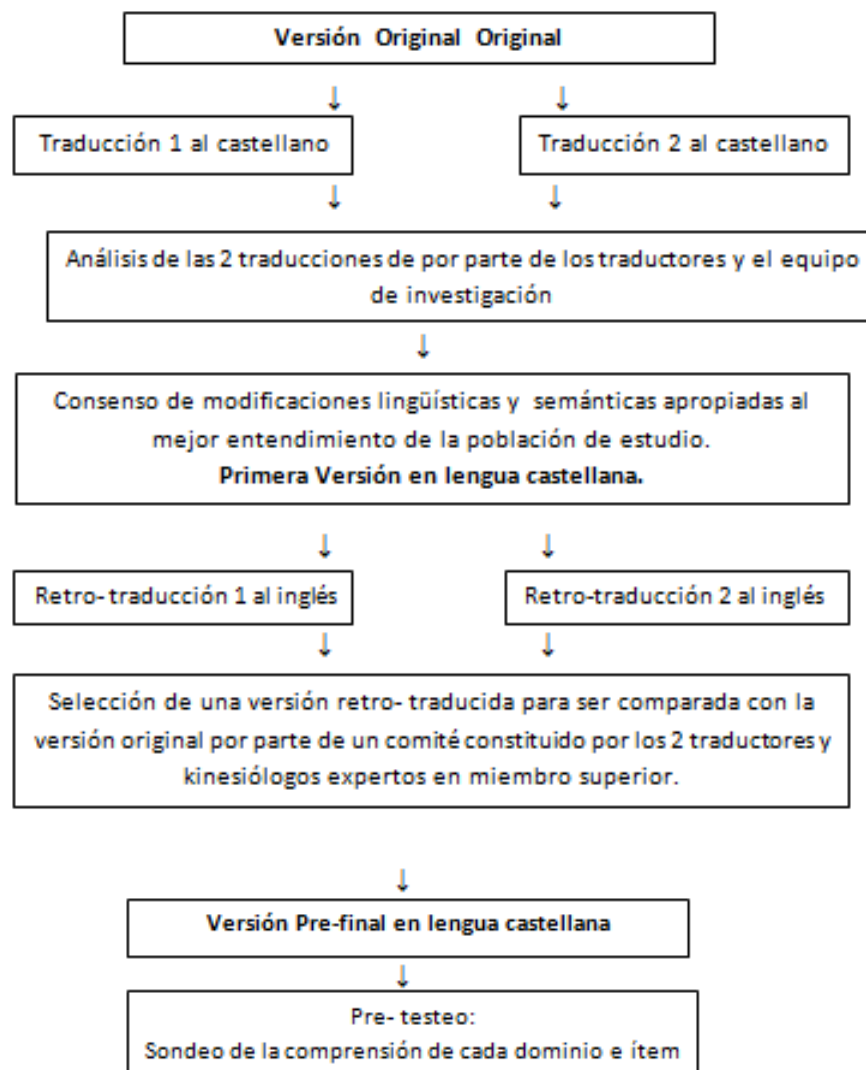 Versión Original Original
↓ ↓
Traducción 1 al castellano
Traducción 2 al castellano
↓ ↓
Análisis de las 2 traducciones de por parte de los traductores y el equipo
de investigación
↓
Consenso de modificaciones lingüísticas y semánticas apropiadas al
mejor entendimiento de la población de estudio.
Primera Versión en lengua castellana.
↓ ↓
Retro- traducción 1 al inglés
Retro-traducción 2 al inglés
↓ ↓
Selección de una versión retro- traducida para ser comparada con la
versión original por parte de un comité constituido por los 2 traductores y
kinesiólogos expertos en miembro superior.
↓
Versión Pre-final en lengua castellana
↓
Pre- testeo:
Sondeo de la comprensión de cada dominio e ítem